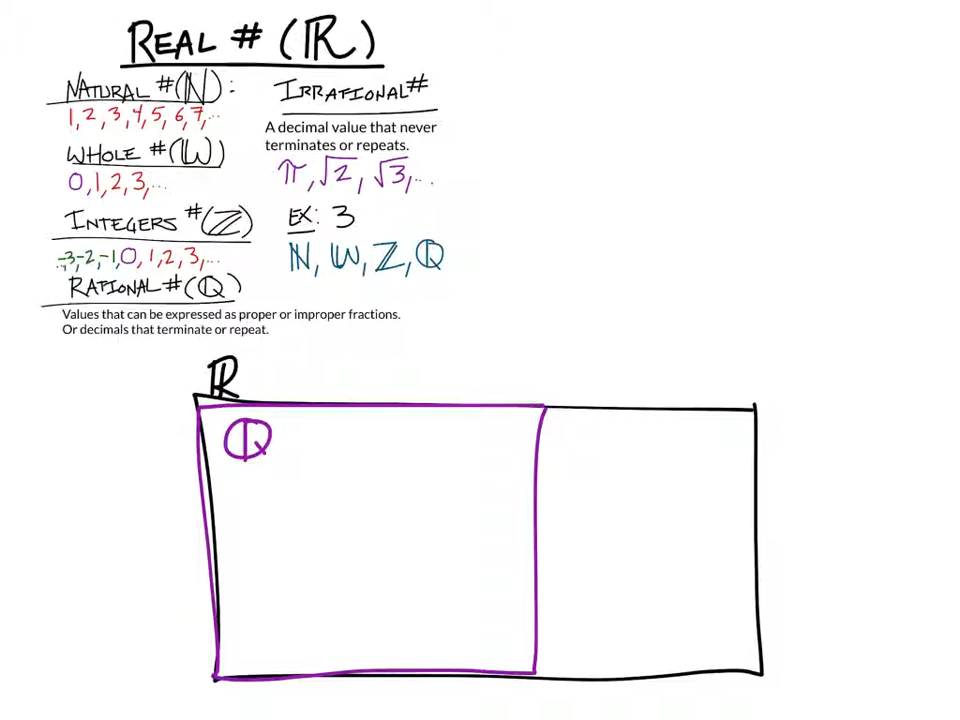 REAL # (ℝ)
NATURAL #(ℕ):
1, 2, 3, 4, 5, 6, 7, ...
WHOLE #(𝕎)
0, 1, 2, 3, ...
INTEGERS #(ℤ)
...-3, -2, -1, 0, 1, 2, 3, ...
RATIONAL #(ℚ)
Values that can be expressed as proper or improper fractions.
Or decimals that terminate or repeat.
IRRATIONAL #
A decimal value that never
terminates or repeats.
π, √2, √3, ...
EX: 3
ℕ, 𝕎, ℤ, ℚ
ℝ
ℚ